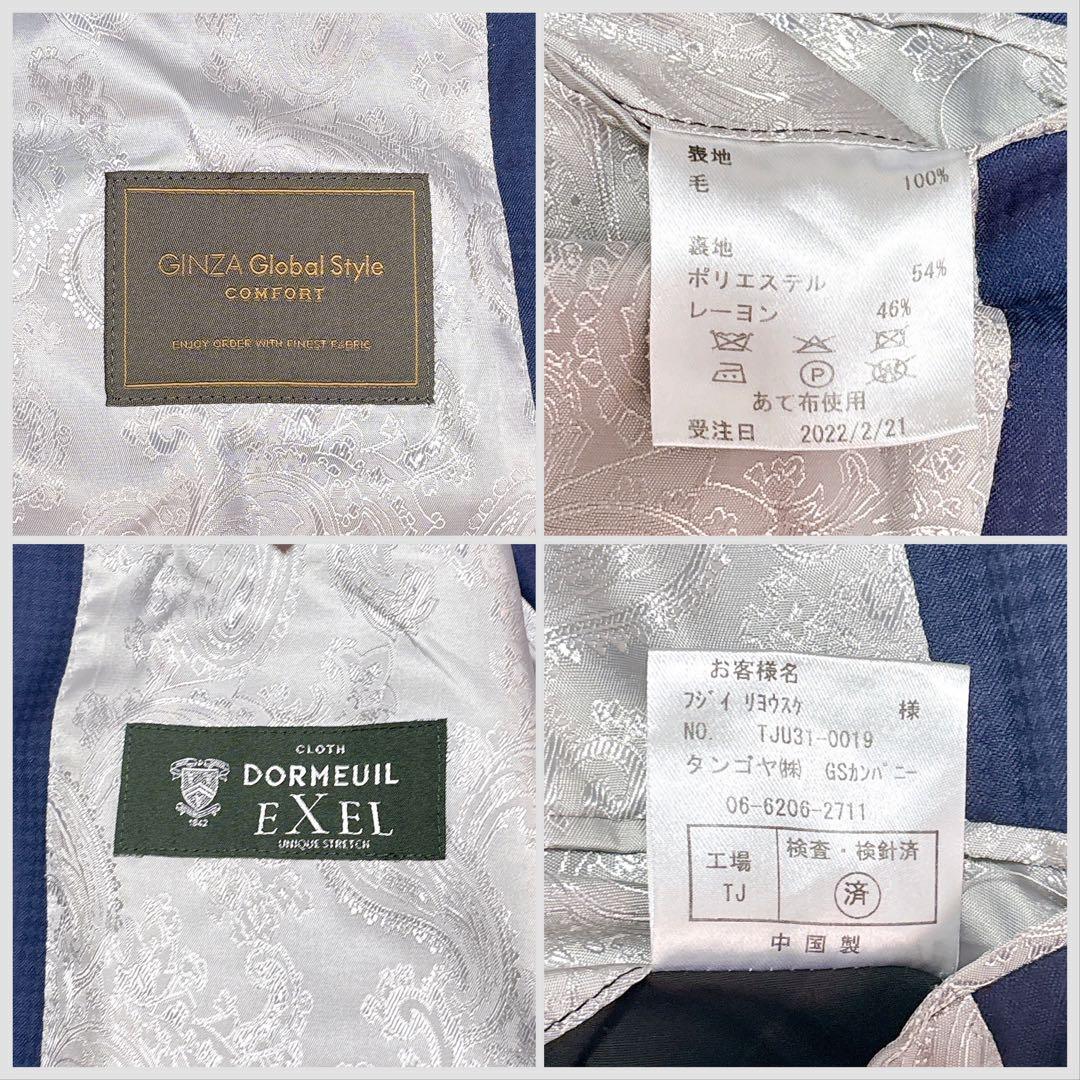 GINZA Global Style
COMFORT
ENJOY ORDER WITH FINEST FABRIC
表地
毛 100%
裏地
ポリエステル 54%
レーヨン 46%
P
あて布使用
受注日 2022/2/21
CLOTH
DORMEUIL
1842
EXEL
UNIQUE STRETCH
お客様名
フジイ リヨウスケ 様
NO. TJU31-0019
タンゴヤ㈱ GSカンパニー
06-6206-2711
工場 検査・検針済
TJ 済
中国製